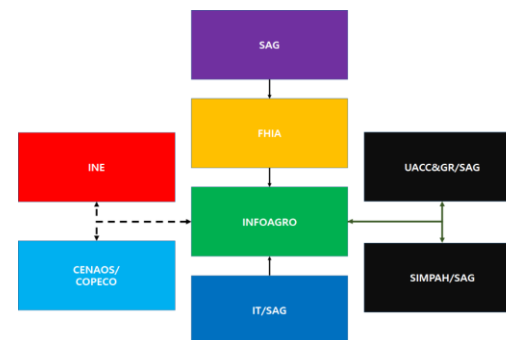 SAG
FHIA
INE
UACC&GR/SAG
INFOAGRO
CENAOS/
COPECO
SIMPAH/SAG
IT/SAG